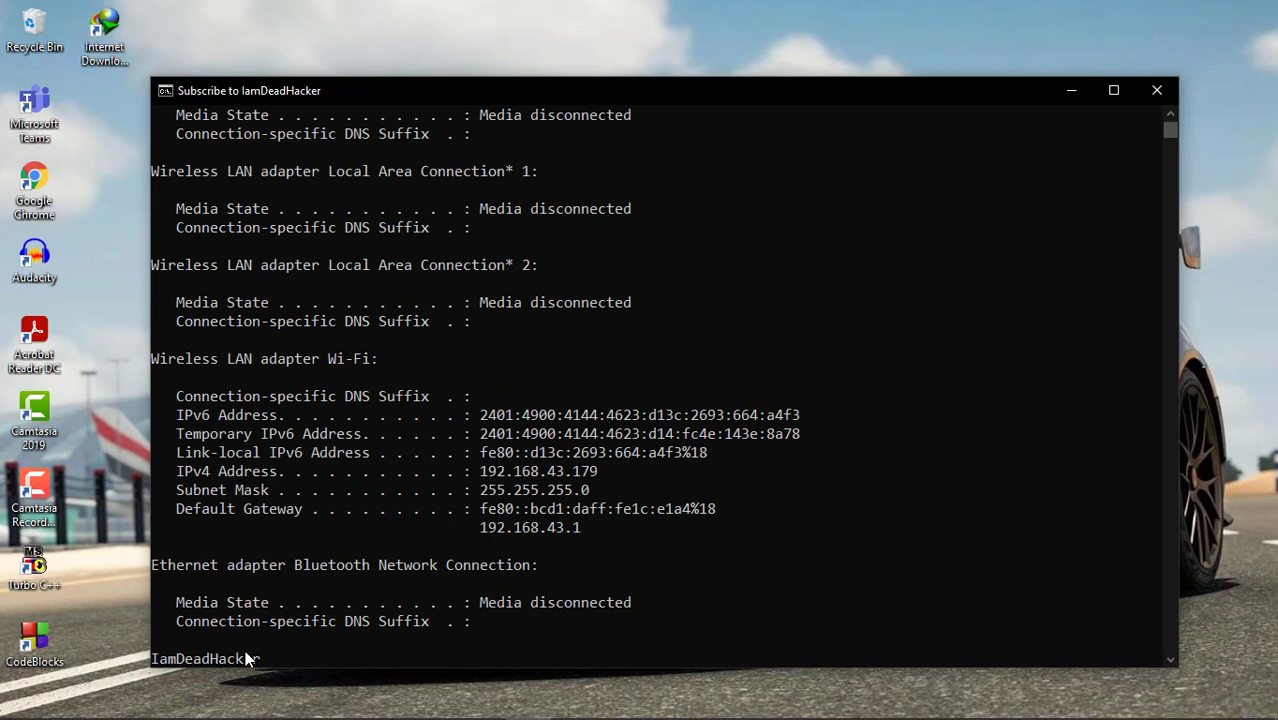 Recycle Bin
Internet
Downlo...
Microsoft
Teams
Google
Chrome
Audacity
Acrobat
Reader DC
Camtasia
2019
Camtasia
Record...
MS
Turbo C++
CodeBlocks
C:\.
Subscribe to IamDeadHacker
Media State . . . . . . . . . . . : Media disconnected
Connection-specific DNS Suffix  . :
Wireless LAN adapter Local Area Connection* 1:
Media State . . . . . . . . . . . : Media disconnected
Connection-specific DNS Suffix  . :
Wireless LAN adapter Local Area Connection* 2:
Media State . . . . . . . . . . . : Media disconnected
Connection-specific DNS Suffix  . :
Wireless LAN adapter Wi-Fi:
Connection-specific DNS Suffix  . :
IPv6 Address. . . . . . . . . . . : 2401:4900:4144:4623:d13c:2693:664:a4f3
Temporary IPv6 Address. . . . . . : 2401:4900:4144:4623:d14:fc4e:143e:8a78
Link-local IPv6 Address . . . . . : fe80::d13c:2693:664:a4f3%18
IPv4 Address. . . . . . . . . . . : 192.168.43.179
Subnet Mask . . . . . . . . . . . : 255.255.255.0
Default Gateway . . . . . . . . . : fe80::bcd1:daff:fe1c:e1a4%18
192.168.43.1
Ethernet adapter Bluetooth Network Connection:
Media State . . . . . . . . . . . : Media disconnected
Connection-specific DNS Suffix  . :
IamDeadHacker